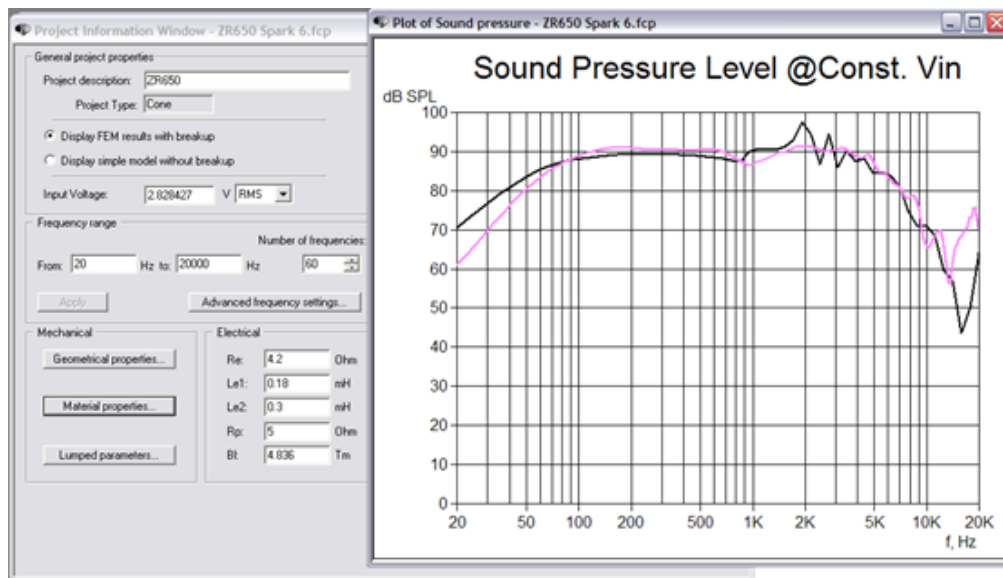 Project Information Window - ZR650 Spark 6.fcp
General project properties
Project description: ZR650
Project Type: Cone
Display FEM results with breakup
Display simple model without breakup
Input Voltage: 2.828427 V RMS
Frequency range
Number of frequencies:
From: 20 Hz to: 20000 Hz 60
Apply Advanced frequency settings...
Mechanical Electrical
Geometrical properties... Re: 4.2 Ohm
Le1: 0.18 mH
Material properties... Le2: 0.3 mH
Rp: 5 Ohm
Lumped parameters... Bl: 4.836 Tm
Plot of Sound pressure - ZR650 Spark 6.fcp
Sound Pressure Level @Const. Vin
dB SPL
100
90
80
70
60
50
40
30
20
10
0
20 50 100 200 500 1K 2K 5K 10K 20K
f, Hz